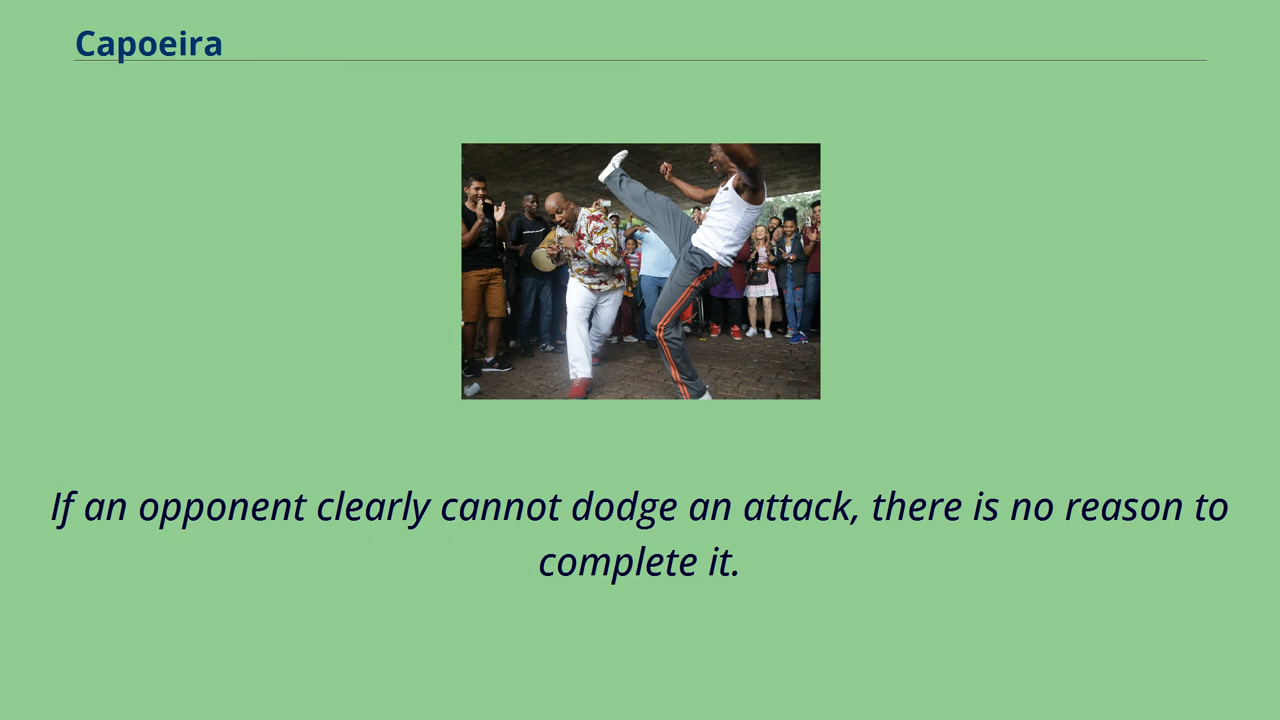 Capoeira
If an opponent clearly cannot dodge an attack, there is no reason to
complete it.